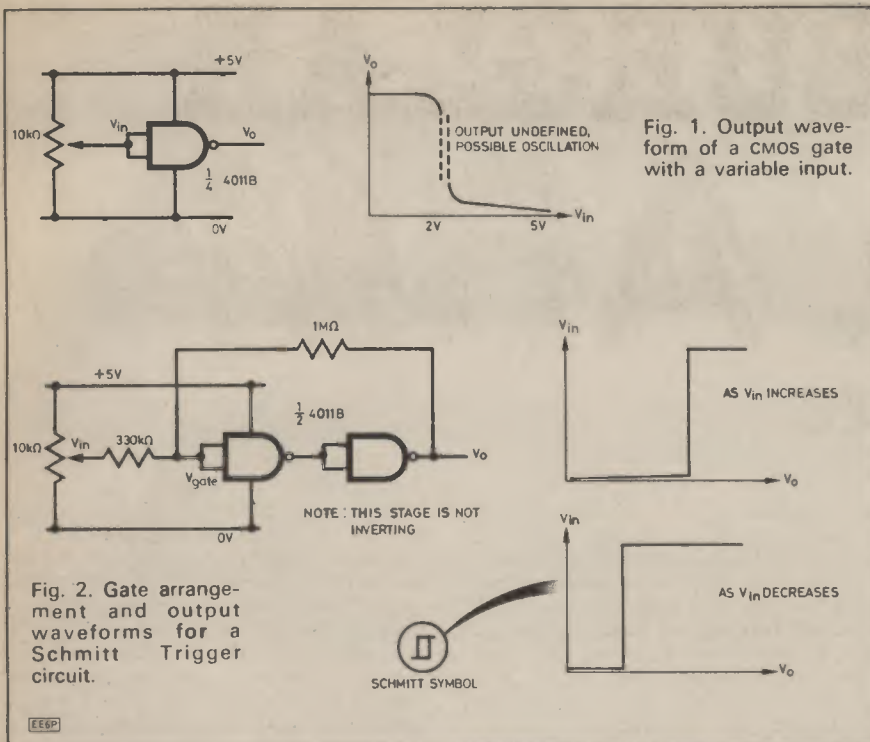 +5V
10kΩ
Vin
Vo
1/4 4011B
0V
Vo
OUTPUT UNDEFINED,
POSSIBLE OSCILLATION
2V
5V
Vin
Fig. 1. Output wave-
form of a CMOS gate
with a variable input.
1MΩ
+5V
1/2 4011B
10kΩ
Vin
330kΩ
Vgate
Vo
0V
NOTE : THIS STAGE IS NOT
INVERTING
Vin
AS Vin INCREASES
Vo
Vin
AS Vin DECREASES
Vo
Fig. 2. Gate arrange-
ment and output
waveforms for a
Schmitt Trigger
circuit.
SCHMITT SYMBOL
EE6P